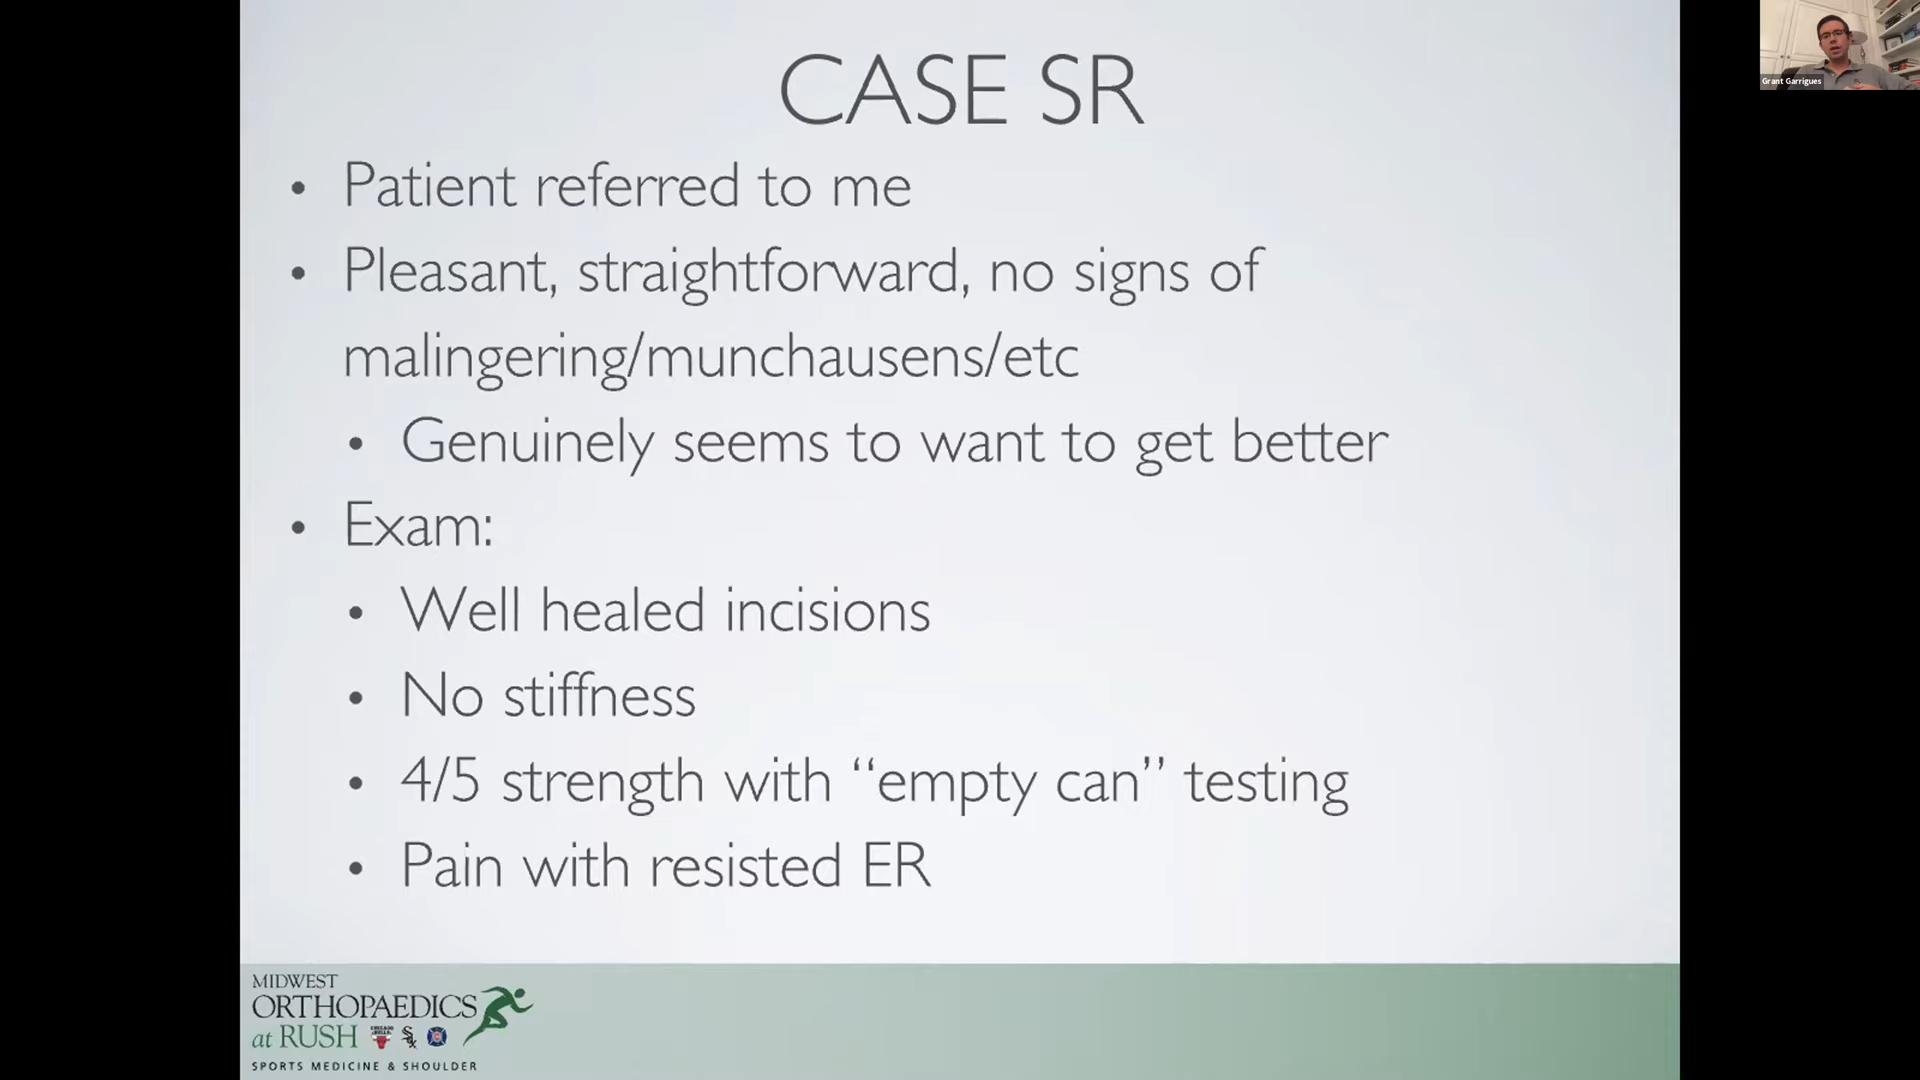 CASE SR
Grant Garrigues
• Patient referred to me
• Pleasant, straightforward, no signs of
malingering/munchausens/etc
• Genuinely seems to want to get better
• Exam:
• Well healed incisions
• No stiffness
• 4/5 strength with “empty can” testing
• Pain with resisted ER
MIDWEST
ORTHOPAEDICS
at RUSH
SPORTS MEDICINE & SHOULDER